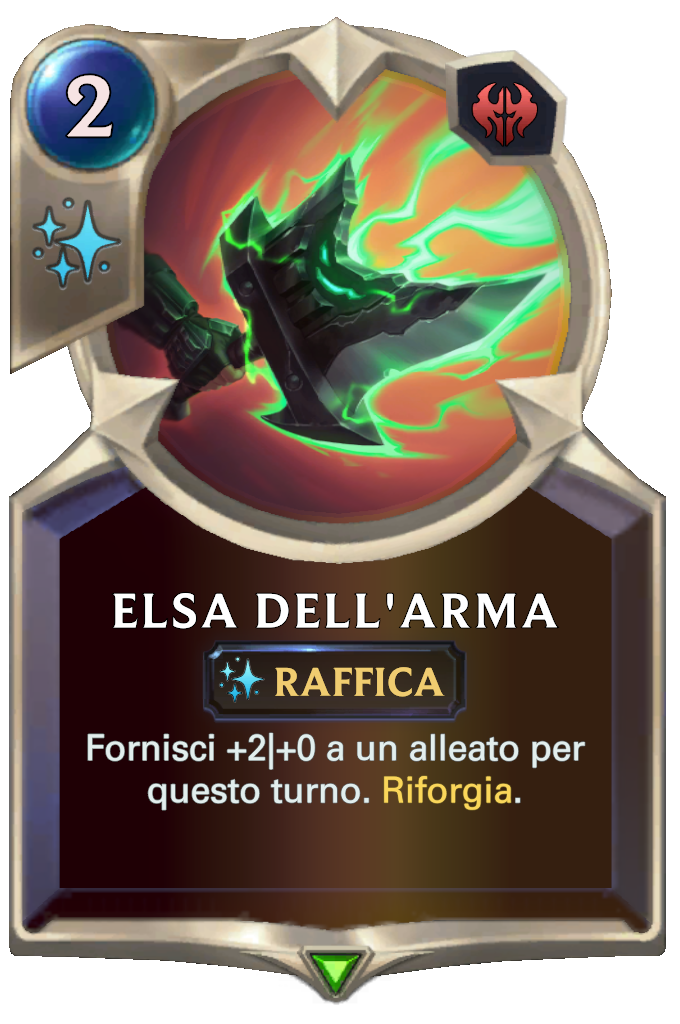 2
ELSA DELL'ARMA
RAFFICA
Fornisci +2|+0 a un alleato per
questo turno. Riforgia.